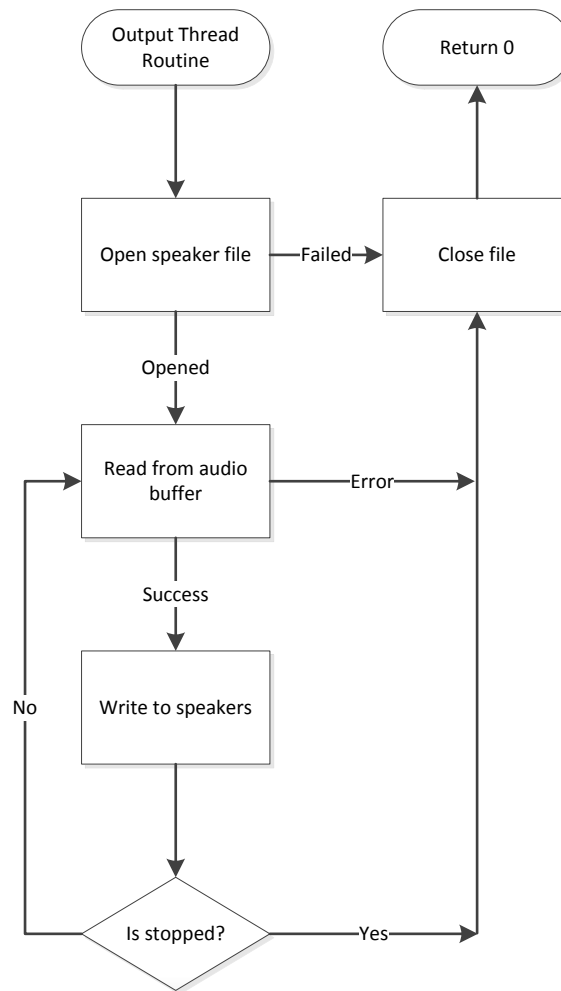 Output Thread
Routine
Return 0
Open speaker file
Failed
Close file
Opened
Read from audio
buffer
Error
Success
No
Write to speakers
Is stopped?
Yes